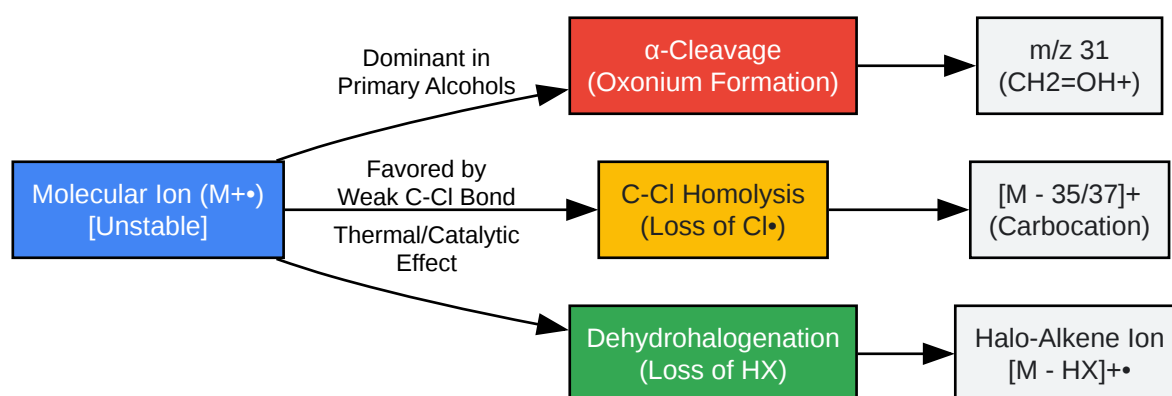 Dominant in
Primary Alcohols
α-Cleavage
(Oxonium Formation)
m/z 31
(CH2=OH+)
Molecular Ion (M+•)
[Unstable]
Favored by
Weak C-Cl Bond
C-Cl Homolysis
(Loss of Cl•)
[M - 35/37]+
(Carbocation)
Thermal/Catalytic
Effect
Dehydrohalogenation
(Loss of HX)
Halo-Alkene Ion
[M - HX]+•